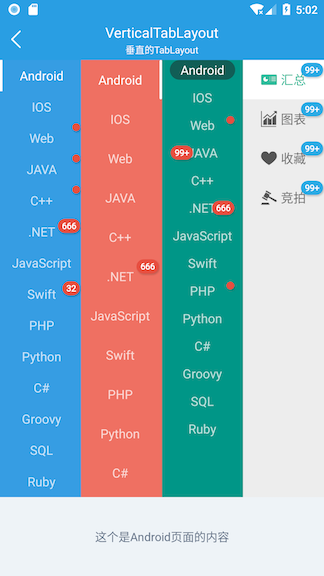 5:02
VerticalTabLayout
垂直的TabLayout
Android
IOS
Web
JAVA
C++
.NET
666
JavaScript
Swift
32
PHP
Python
C#
Groovy
SQL
Ruby
Android
IOS
Web
JAVA
C++
.NET
666
JavaScript
Swift
PHP
Python
C#
Android
IOS
Web
99+
JAVA
C++
.NET
666
JavaScript
Swift
PHP
Python
C#
Groovy
SQL
Ruby
99+
汇总
99+
图表
99+
收藏
99+
竞拍
这个是Android页面的内容